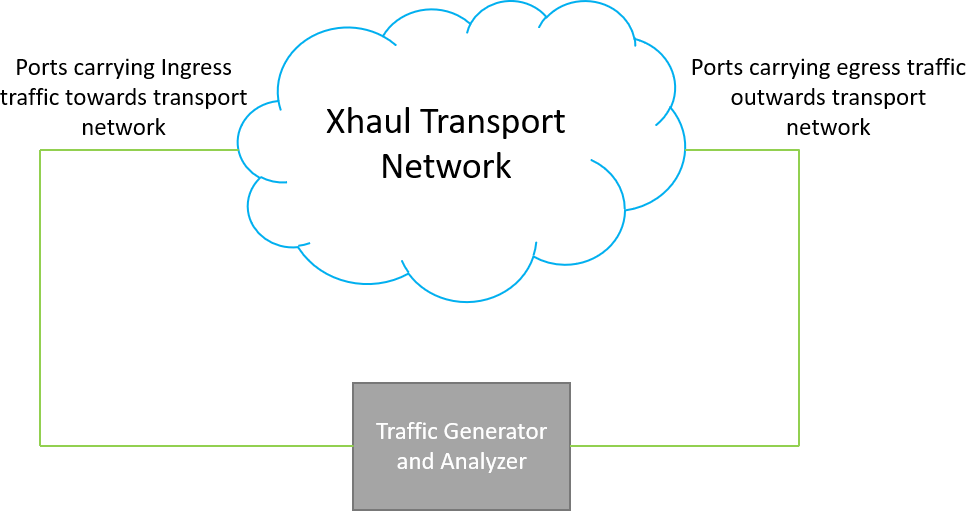 Ports carrying Ingress
traffic towards transport
network
Xhaul Transport
Network
Ports carrying egress traffic
outwards transport
network
Traffic Generator
and Analyzer